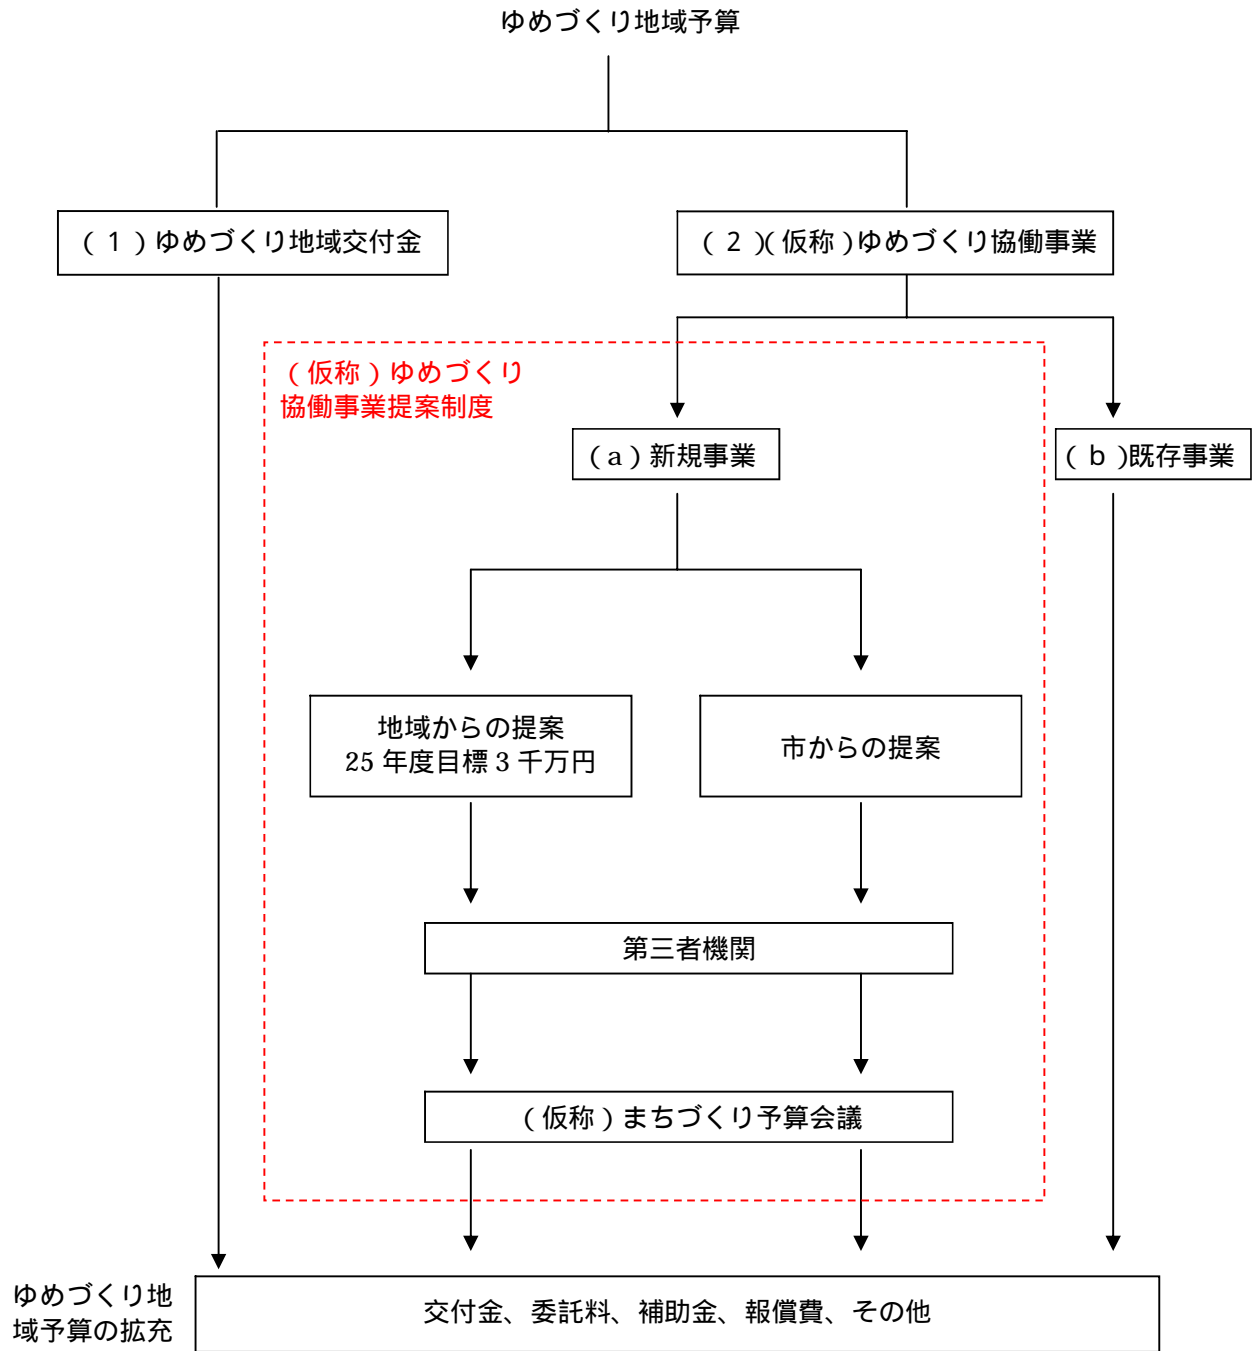 ゆめづくり地域予算
(1)ゆめづくり地域交付金
(2)(仮称)ゆめづくり協働事業
(仮称)ゆめづくり
協働事業提案制度
(a)新規事業
(b)既存事業
地域からの提案
25年度目標3千万円
市からの提案
第三者機関
(仮称)まちづくり予算会議
ゆめづくり地
域予算の拡充
交付金、委託料、補助金、報償費、その他